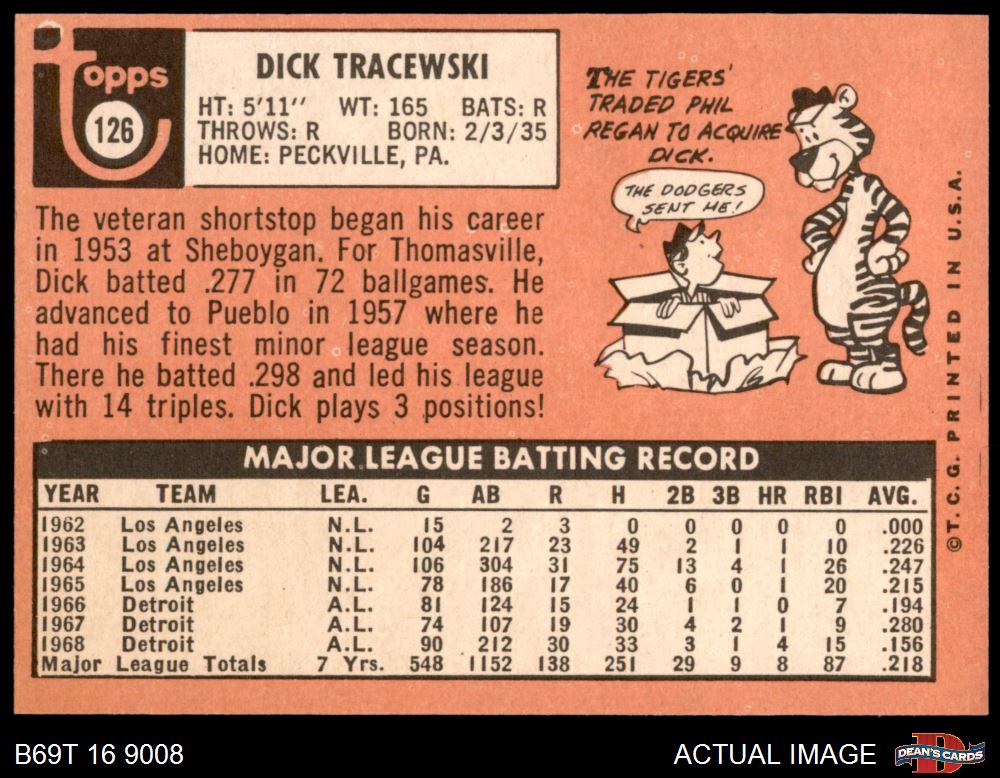 Topps
126
DICK TRACEWSKI
HT: 5'11" WT: 165 BATS: R
THROWS: R BORN: 2/3/35
HOME: PECKVILLE, PA.
The veteran shortstop began his career
in 1953 at Sheboygan. For Thomasville,
Dick batted .277 in 72 ballgames. He
advanced to Pueblo in 1957 where he
had his finest minor league season.
There he batted .298 and led his league
with 14 triples. Dick plays 3 positions!
THE TIGERS'
TRADED PHIL
REGAN TO ACQUIRE
DICK.
THE DODGERS
SENT ME!
MAJOR LEAGUE BATTING RECORD
YEAR TEAM LEA. G AB R H 2B 3B HR RBI AVG.
1962 Los Angeles N.L. 15 2 3 0 0 0 0 0 .000
1963 Los Angeles N.L. 104 217 23 49 2 1 1 10 .226
1964 Los Angeles N.L. 106 304 31 75 13 4 1 26 .247
1965 Los Angeles N.L. 78 186 17 40 6 0 1 20 .215
1966 Detroit A.L. 81 124 15 24 1 1 0 7 .194
1967 Detroit A.L. 74 107 19 30 4 2 1 9 .280
1968 Detroit A.L. 90 212 30 33 3 1 4 15 .156
Major League Totals 7 Yrs. 548 1152 138 251 29 9 8 87 .218
©T. C. G. PRINTED IN U.S.A.
B69T 16 9008
ACTUAL IMAGE
D
DEAN'S CARDS